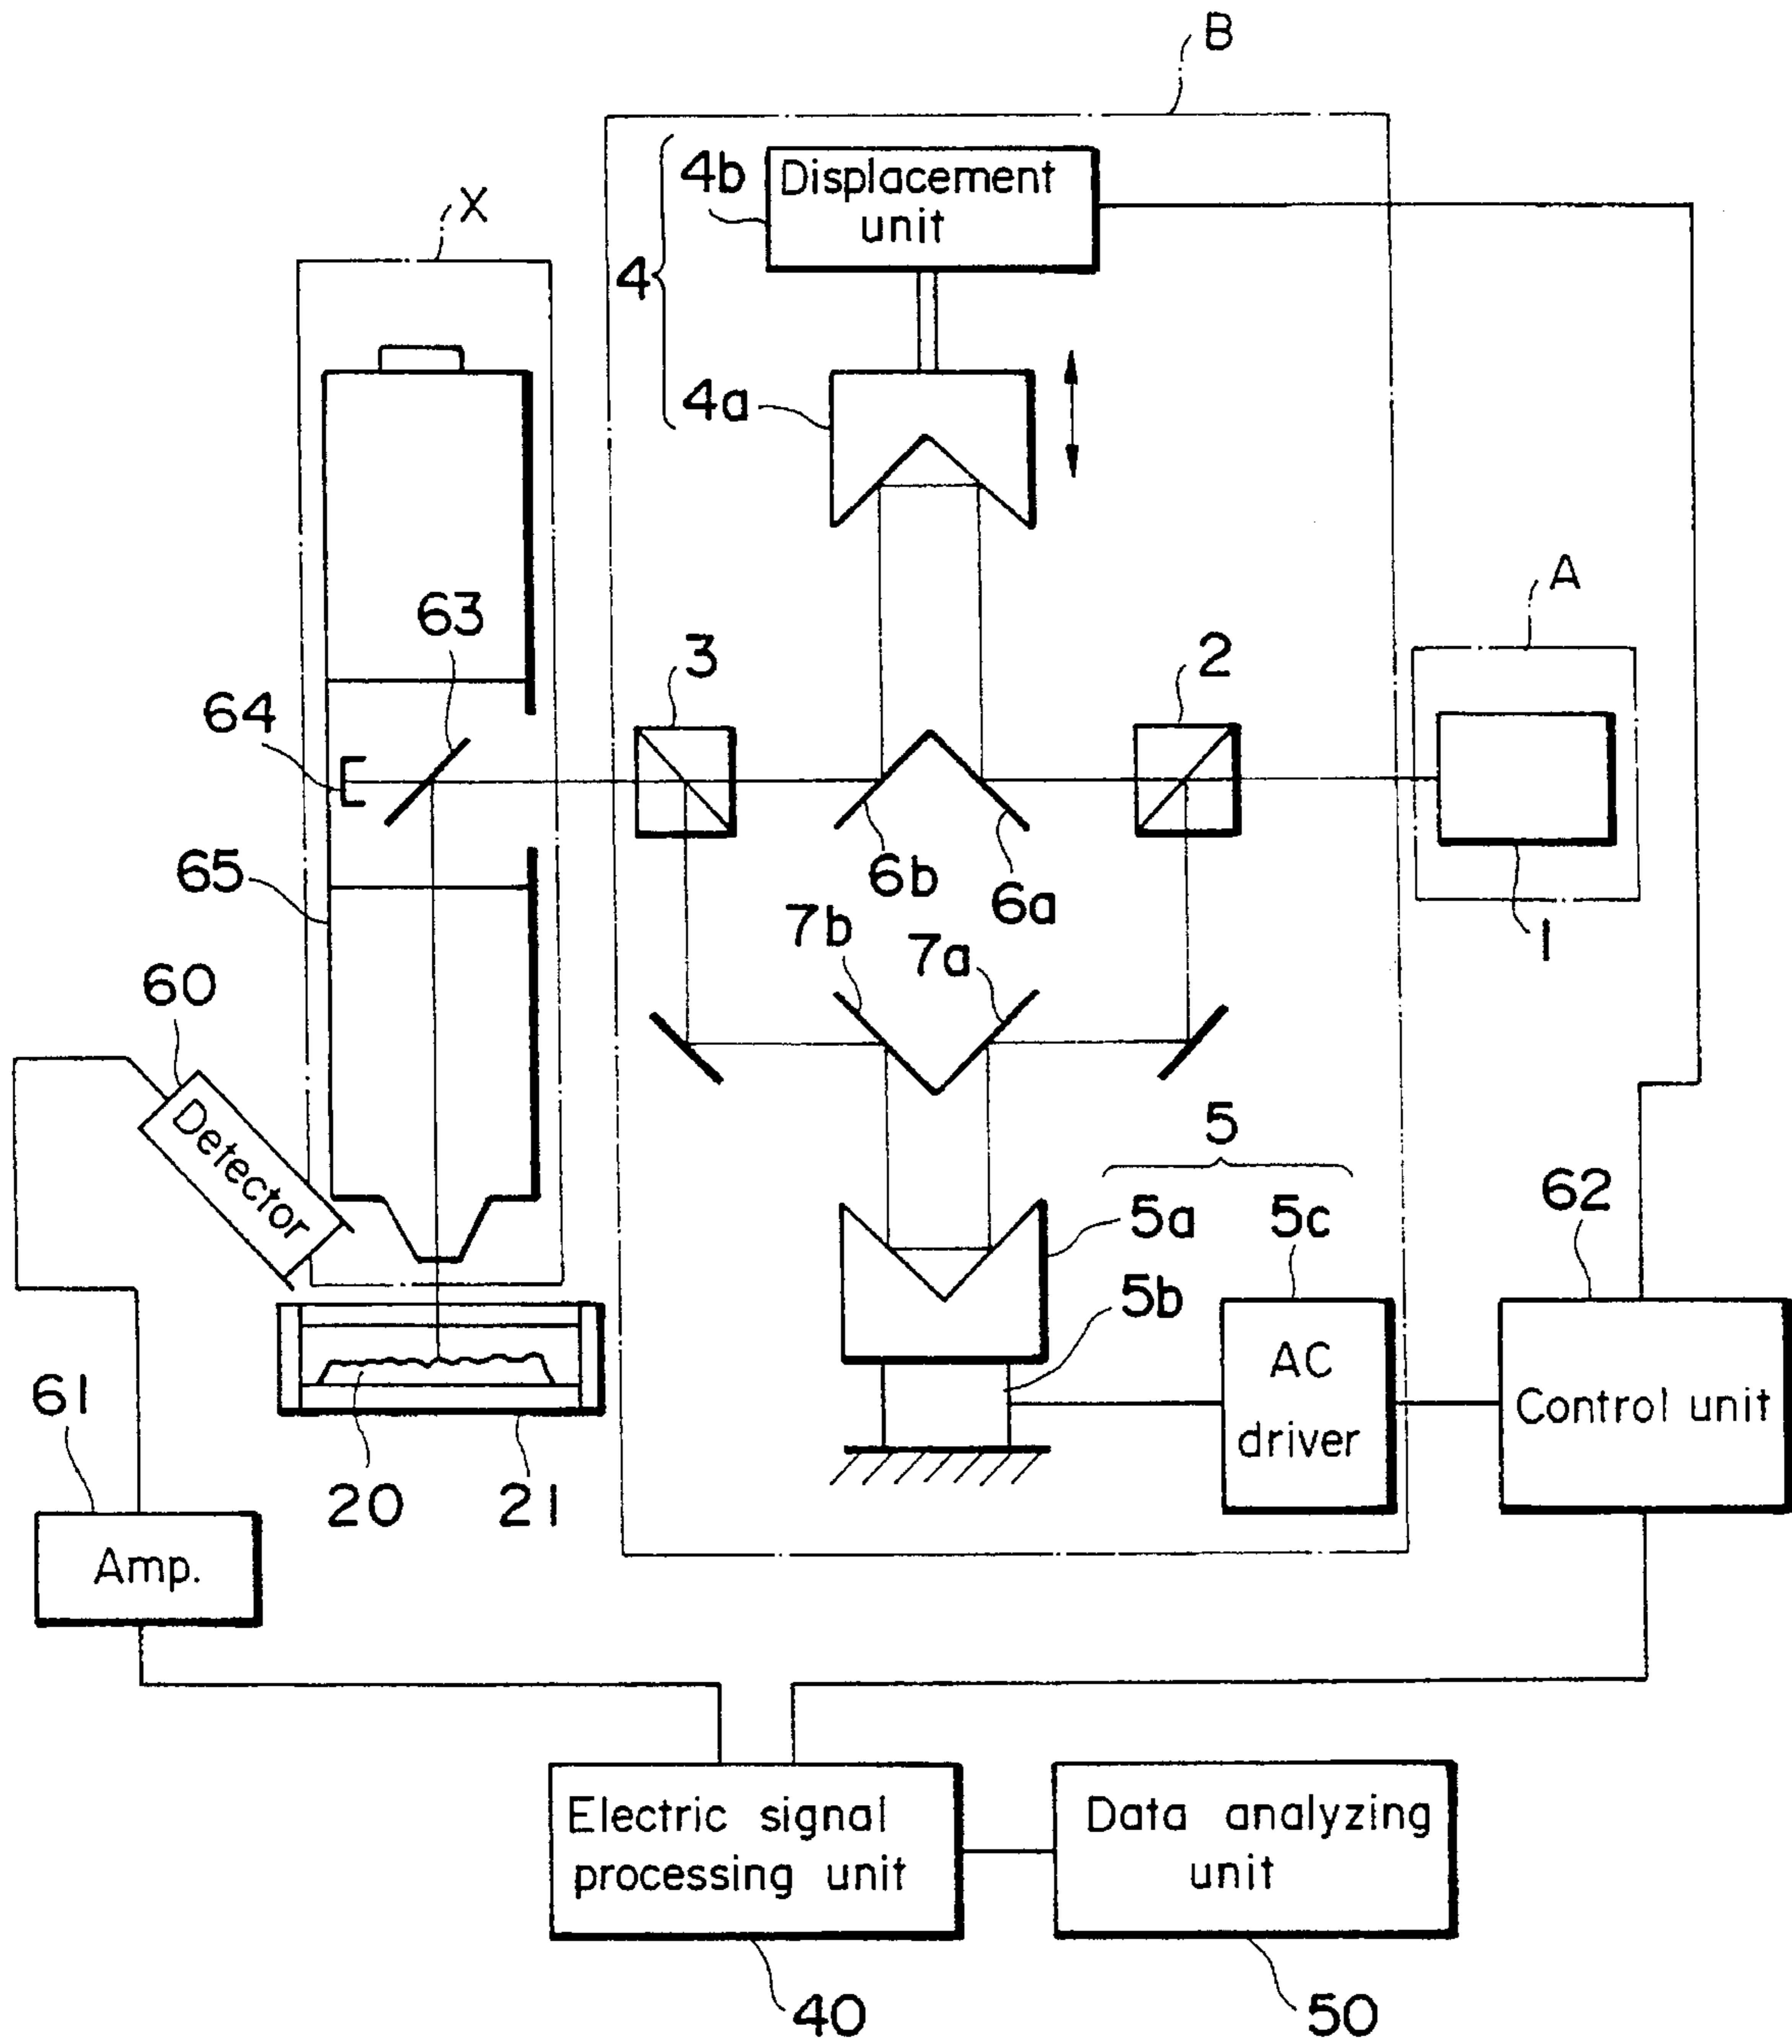 B
4b
Displacement
unit
X
4
4a
A
63
3
2
64
6b
6a
65
1
7b
7a
60
Detector
5
62
5a
5c
5b
AC
driver
Control unit
61
20
21
Amp.
Electric signal
processing unit
Data analyzing
unit
40
50